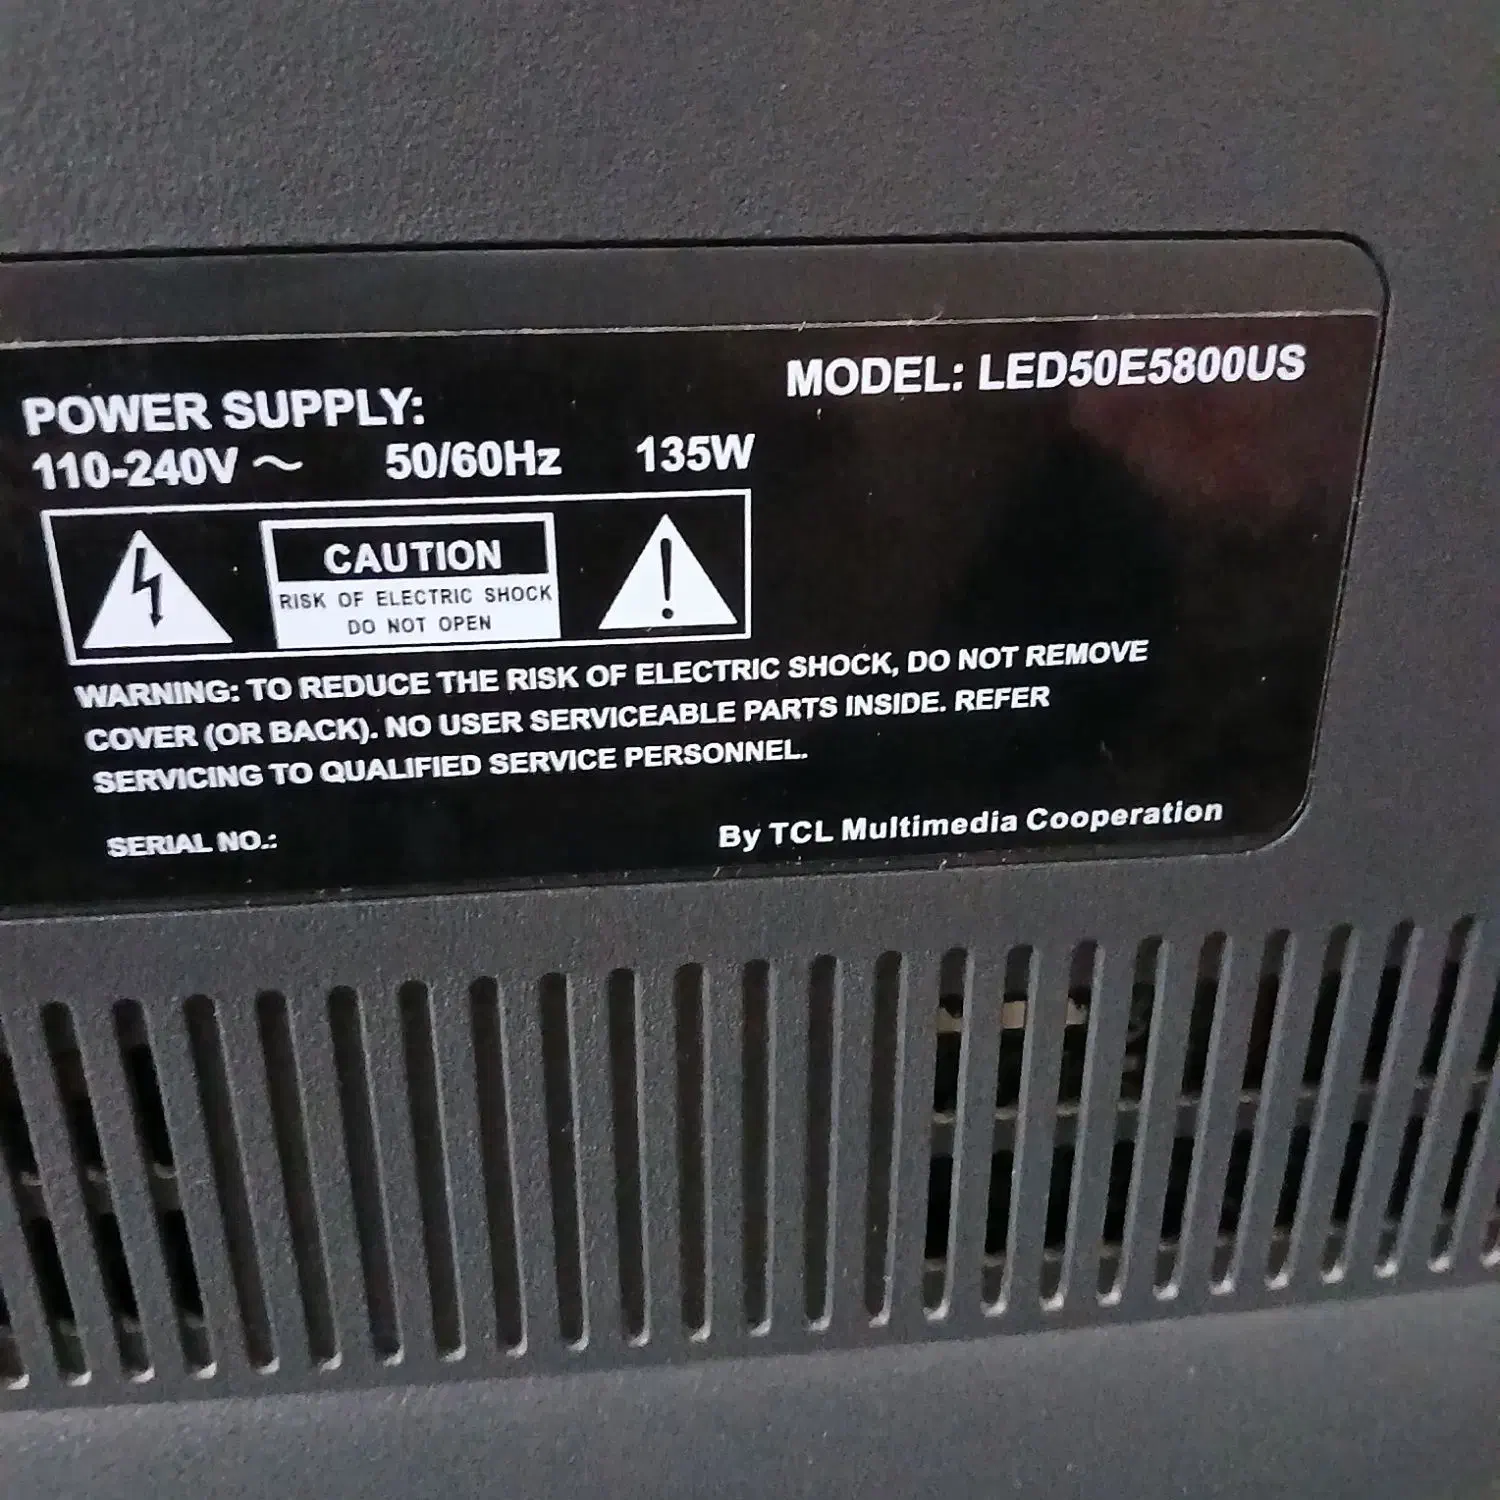 MODEL: LED50E5800US
POWER SUPPLY:
110-240V ~ 50/60Hz 135W
CAUTION
RISK OF ELECTRIC SHOCK
DO NOT OPEN
WARNING: TO REDUCE THE RISK OF ELECTRIC SHOCK, DO NOT REMOVE
COVER (OR BACK). NO USER SERVICEABLE PARTS INSIDE. REFER
SERVICING TO QUALIFIED SERVICE PERSONNEL.
SERIAL NO.:
By TCL Multimedia Cooperation